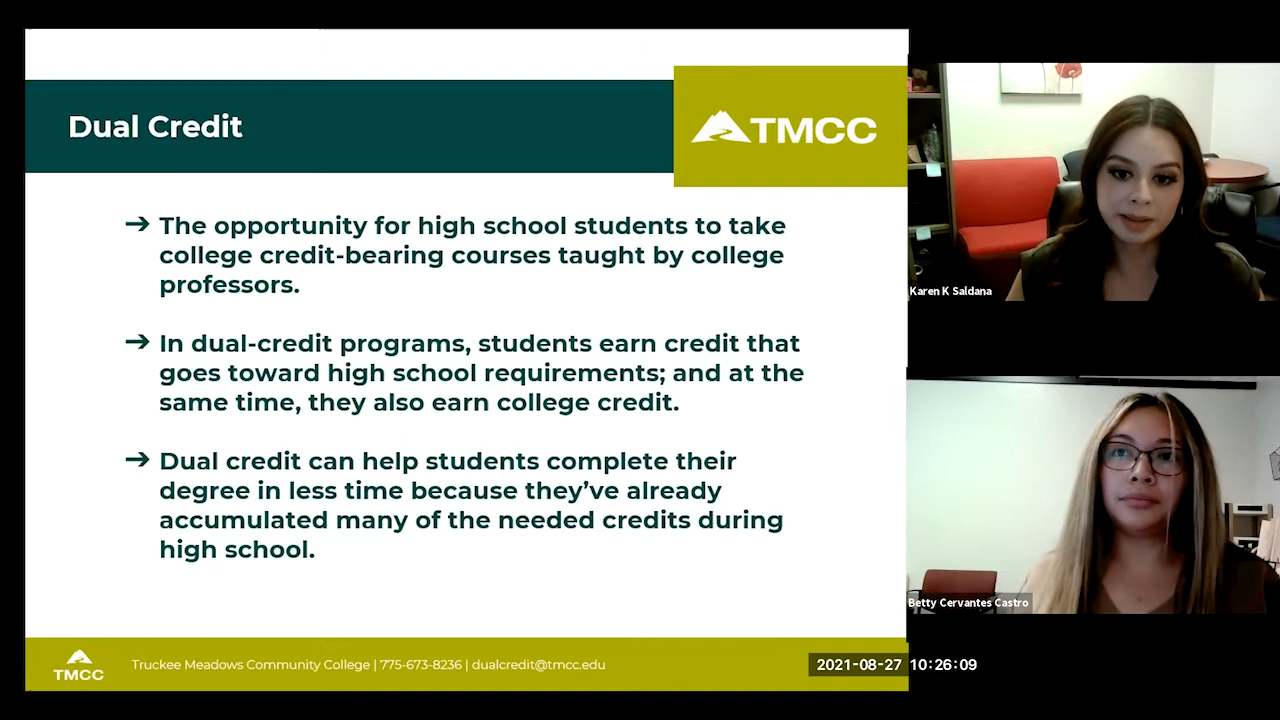 Dual Credit
TMCC
➔ The opportunity for high school students to take
college credit-bearing courses taught by college
professors.
➔ In dual-credit programs, students earn credit that
goes toward high school requirements; and at the
same time, they also earn college credit.
➔ Dual credit can help students complete their
degree in less time because they’ve already
accumulated many of the needed credits during
high school.
TMCC
Truckee Meadows Community College | 775-673-8236 | dualcredit@tmcc.edu
Karen K Saldana
Betty Cervantes Castro
2021-08-27 10:26:09